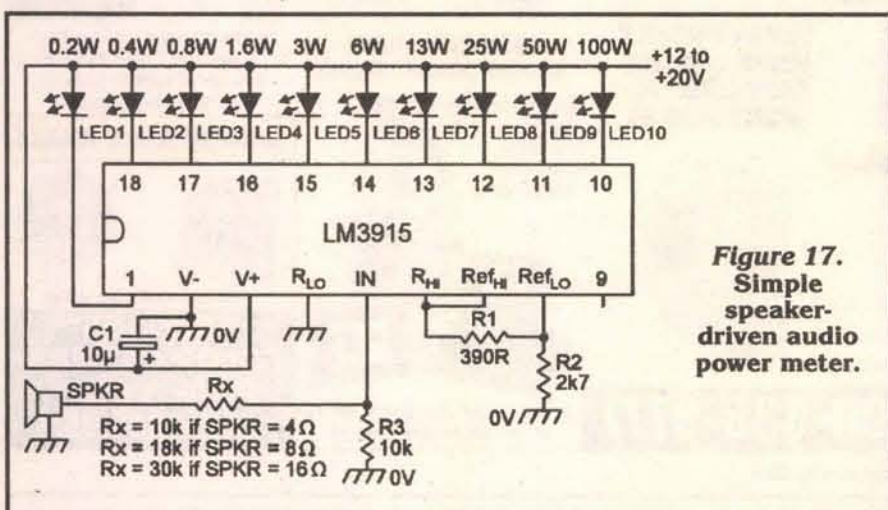 0.2W 0.4W 0.8W 1.6W 3W 6W 13W 25W 50W 100W
+12 to
+20V
LED1 LED2 LED3 LED4 LED5 LED6 LED7 LED8 LED9 LED10
18 17 16 15 14 13 12 11 10
LM3915
1 V- V+ RLO IN RHI RefHI RefLO 9
C1
10µ
+
0V
R1
390R
R2
2k7
0V
SPKR
Rx
Rx = 10k if SPKR = 4Ω
Rx = 18k if SPKR = 8Ω
Rx = 30k if SPKR = 16Ω
R3
10k
0V
Figure 17.
Simple
speaker-
driven audio
power meter.